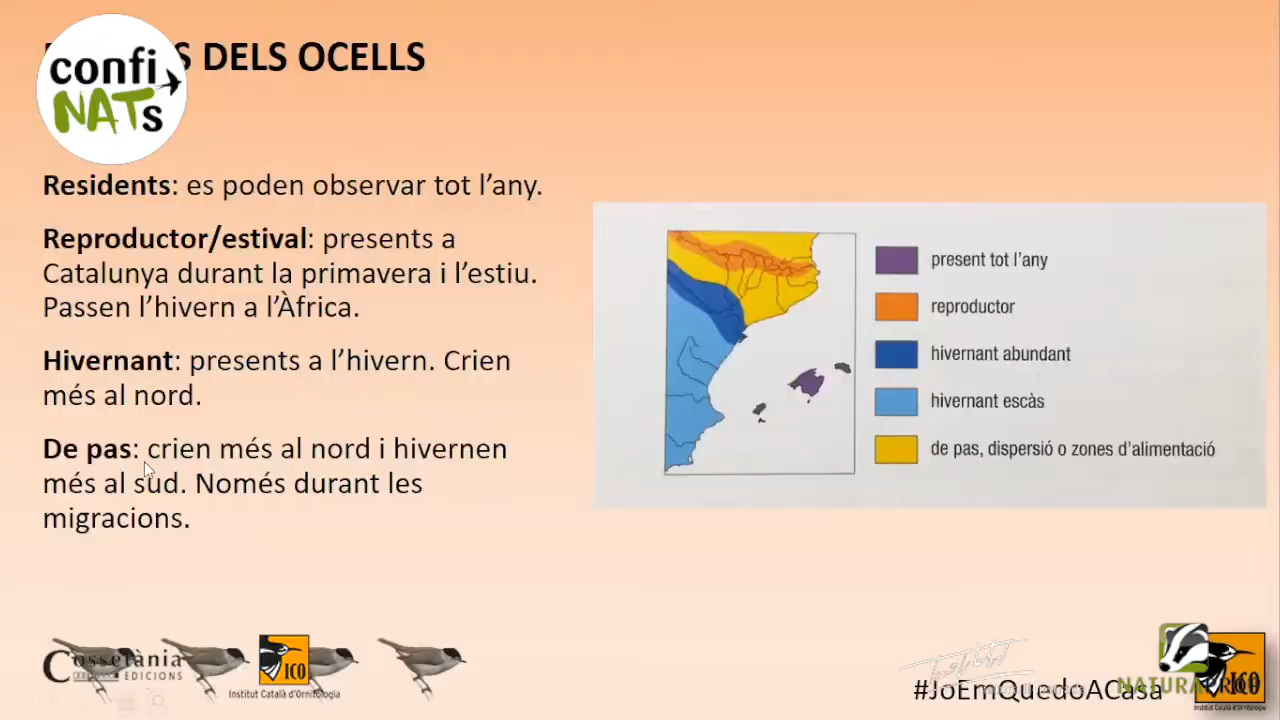 S DELS OCELLS
confi
NATs
Residents: es poden observar tot l’any.
Reproductor/estival: presents a
Catalunya durant la primavera i l’estiu.
Passen l’hivern a l’Àfrica.
Hivernant: presents a l’hivern. Crien
més al nord.
De pas: crien més al nord i hivernen
més al sud. Només durant les
migracions.
present tot l’any
reproductor
hivernant abundant
hivernant escàs
de pas, dispersió o zones d’alimentació
Cossetània
EDICIONS
ICO
Institut Català d'Ornitologia
#JoEmQuedoACasa
ICO
Institut Català d'Ornitologia